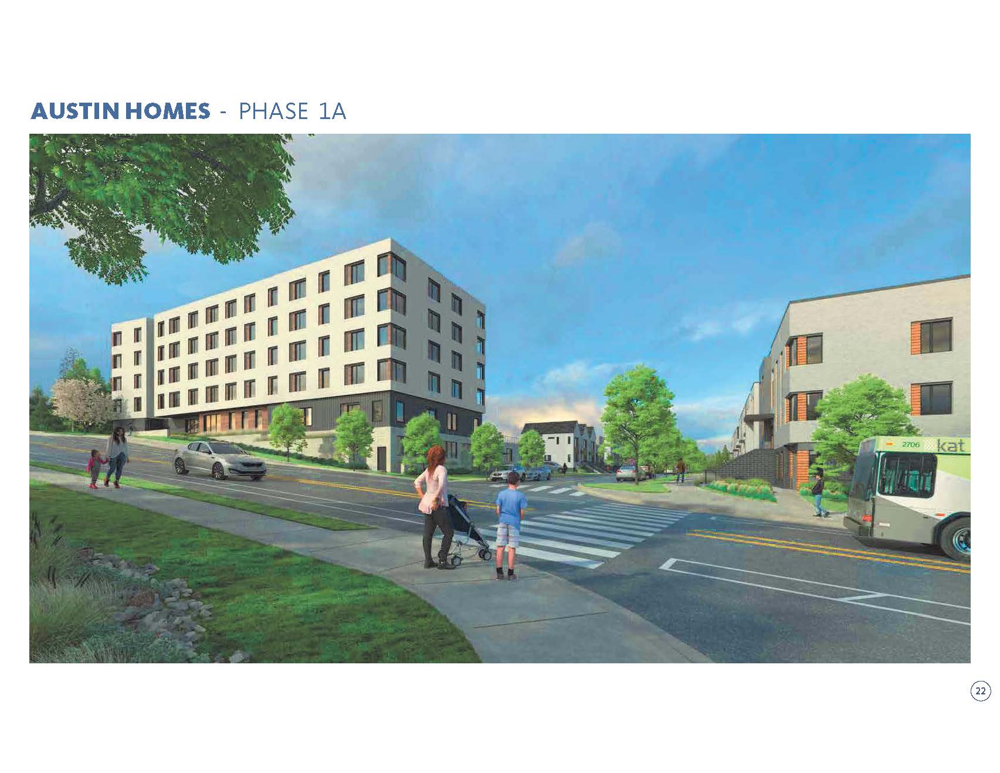 AUSTIN HOMES - PHASE 1A
2706 kat
22